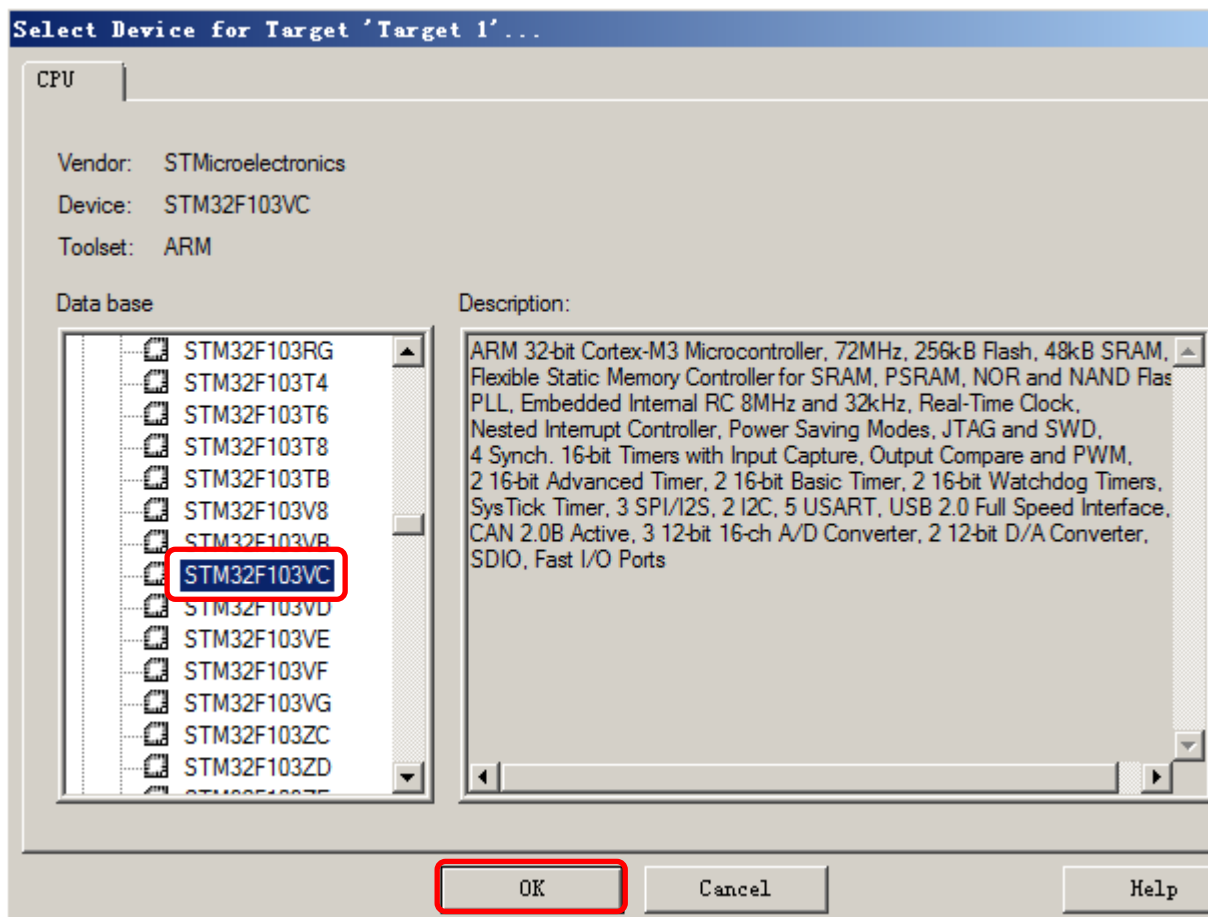 Select Device for Target 'Target 1'...
CPU
Vendor: STMicroelectronics
Device: STM32F103VC
Toolset: ARM
Data base
STM32F103RG
STM32F103T4
STM32F103T6
STM32F103T8
STM32F103TB
STM32F103V8
STM32F103VB
STM32F103VC
STM32F103VD
STM32F103VE
STM32F103VF
STM32F103VG
STM32F103ZC
STM32F103ZD
Description:
ARM 32-bit Cortex-M3 Microcontroller, 72MHz, 256kB Flash, 48kB SRAM,
Flexible Static Memory Controller for SRAM, PSRAM, NOR and NAND Flas
PLL, Embedded Internal RC 8MHz and 32kHz, Real-Time Clock,
Nested Interrupt Controller, Power Saving Modes, JTAG and SWD,
4 Synch. 16-bit Timers with Input Capture, Output Compare and PWM,
2 16-bit Advanced Timer, 2 16-bit Basic Timer, 2 16-bit Watchdog Timers,
SysTick Timer, 3 SPI/I2S, 2 I2C, 5 USART, USB 2.0 Full Speed Interface,
CAN 2.0B Active, 3 12-bit 16-ch A/D Converter, 2 12-bit D/A Converter,
SDIO, Fast I/O Ports
OK Cancel Help